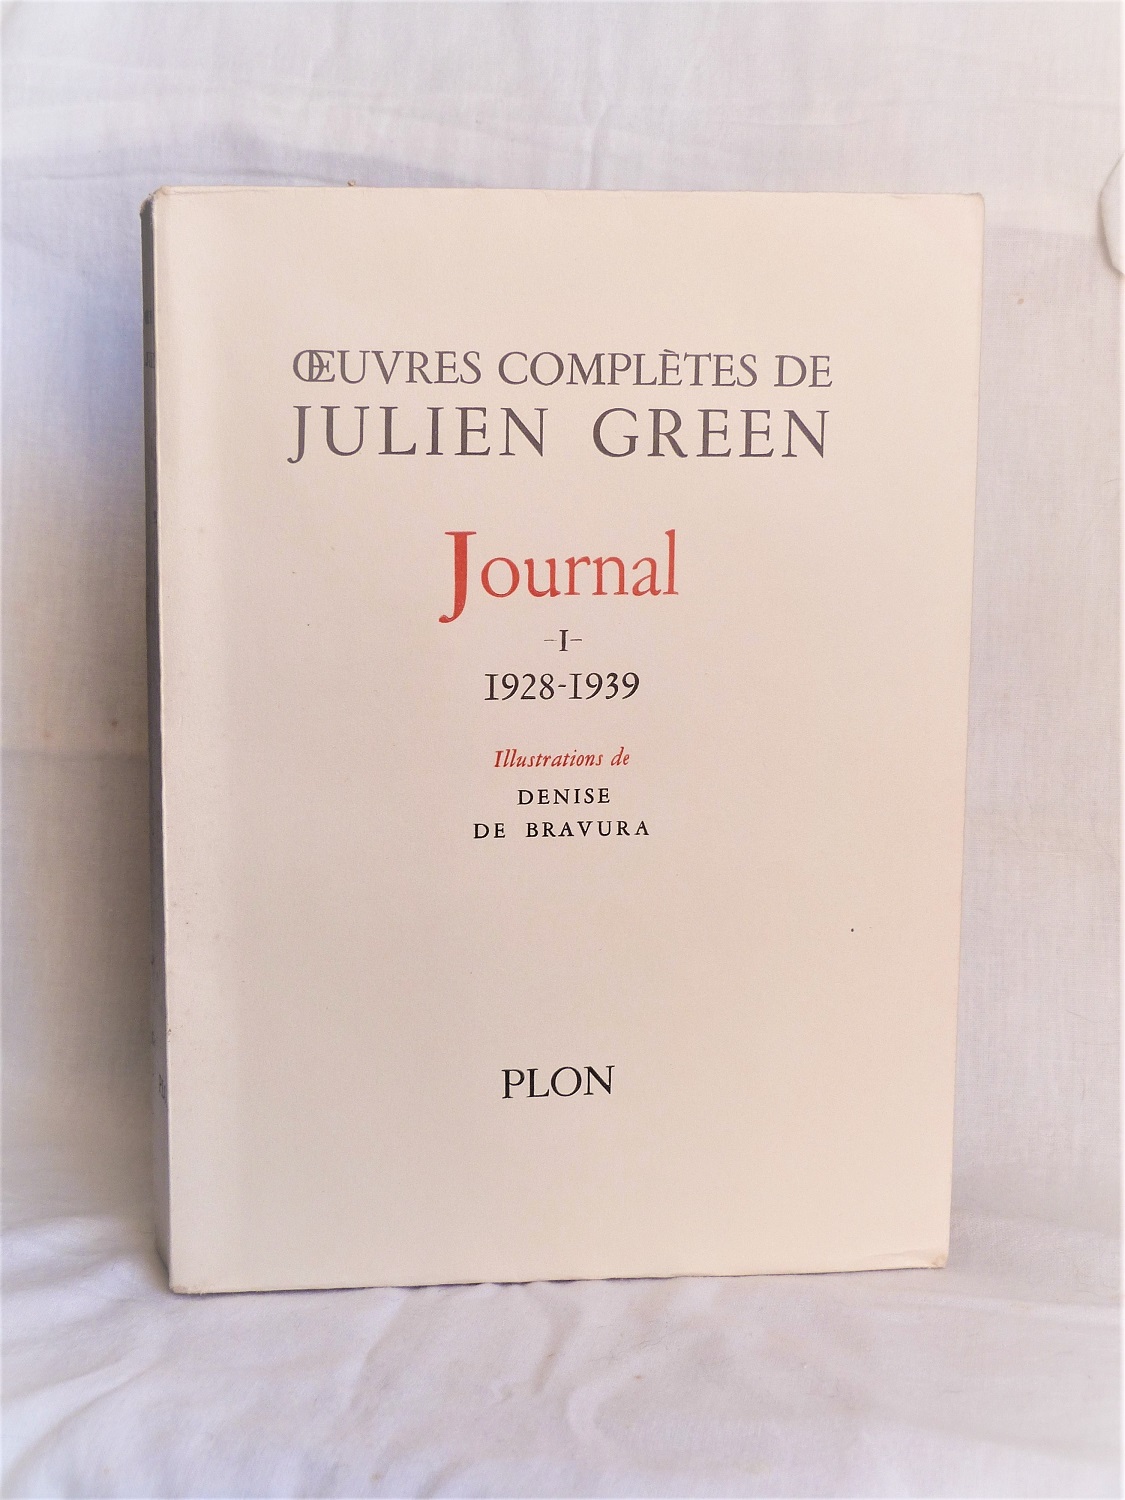 ŒUVRES COMPLÈTES DE
JULIEN GREEN
Journal
-I-
1928-1939
Illustrations de
DENISE
DE BRAVURA
PLON